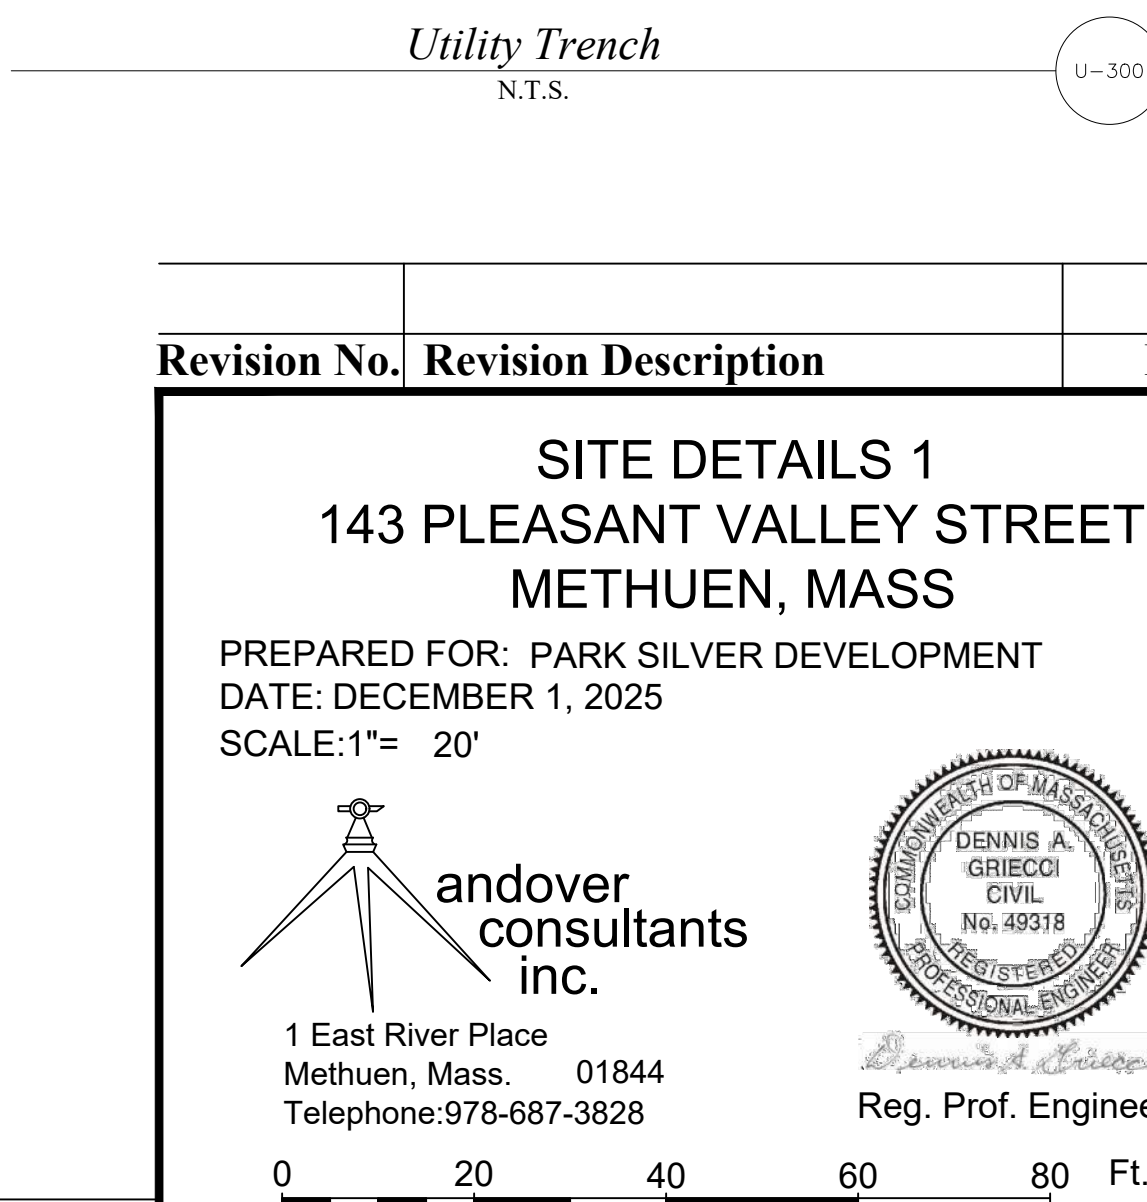 Utility Trench
N.T.S.
U-300
Revision No. Revision Description
SITE DETAILS 1
143 PLEASANT VALLEY STREET
METHUEN, MASS
PREPARED FOR: PARK SILVER DEVELOPMENT
DATE: DECEMBER 1, 2025
SCALE:1"= 20'
andover
consultants
inc.
1 East River Place
Methuen, Mass. 01844
Telephone:978-687-3828
COMMONWEALTH OF MASSACHUSETTS
DENNIS A.
GRIECCI
CIVIL
No. 49318
REGISTERED
PROFESSIONAL ENGINEER
Dennis A. Griecc
Reg. Prof. Enginee
0 20 40 60 80 Ft.